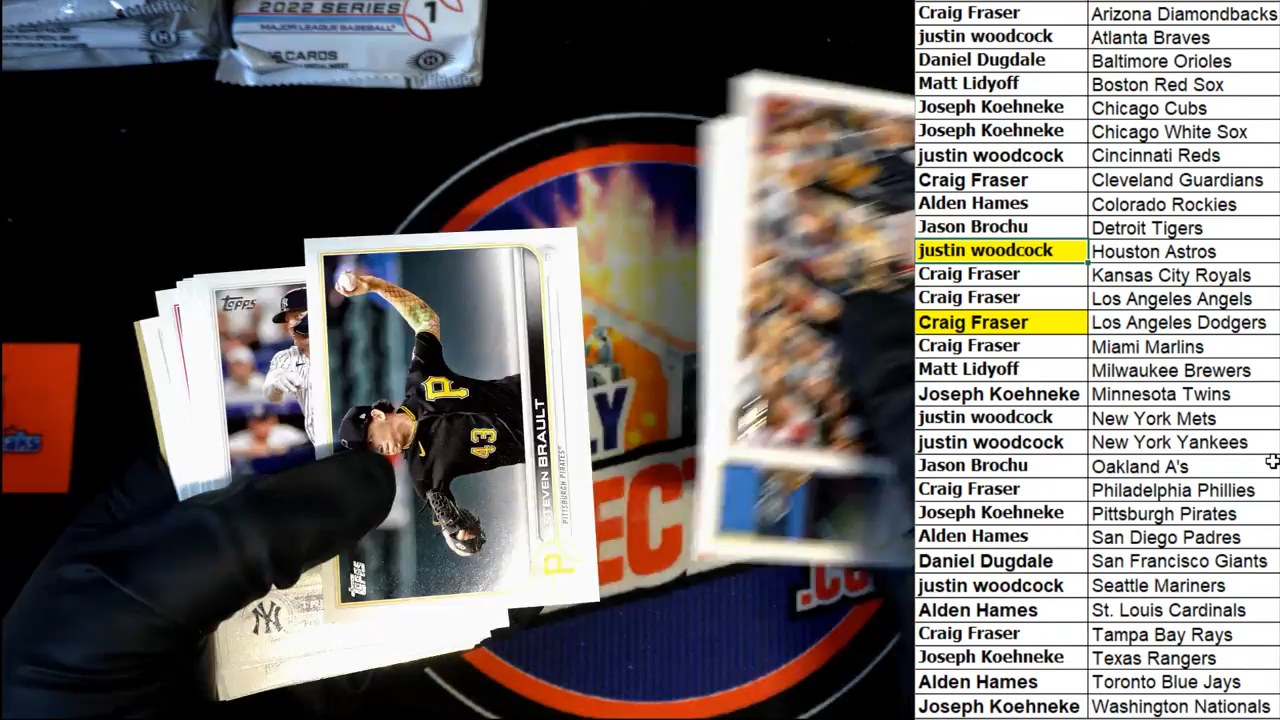 2022 SERIES 1
MAJOR LEAGUE BASEBALL
CARDS
Topps
P
43
STEVEN BRAULT
PITTSBURGH PIRATES
P
Topps
NY
LY
EC
.CO
Craig Fraser Arizona Diamondbacks
justin woodcock Atlanta Braves
Daniel Dugdale Baltimore Orioles
Matt Lidyoff Boston Red Sox
Joseph Koehneke Chicago Cubs
Joseph Koehneke Chicago White Sox
justin woodcock Cincinnati Reds
Craig Fraser Cleveland Guardians
Alden Hames Colorado Rockies
Jason Brochu Detroit Tigers
justin woodcock Houston Astros
Craig Fraser Kansas City Royals
Craig Fraser Los Angeles Angels
Craig Fraser Los Angeles Dodgers
Craig Fraser Miami Marlins
Matt Lidyoff Milwaukee Brewers
Joseph Koehneke Minnesota Twins
justin woodcock New York Mets
justin woodcock New York Yankees
Jason Brochu Oakland A's
Craig Fraser Philadelphia Phillies
Joseph Koehneke Pittsburgh Pirates
Alden Hames San Diego Padres
Daniel Dugdale San Francisco Giants
justin woodcock Seattle Mariners
Alden Hames St. Louis Cardinals
Craig Fraser Tampa Bay Rays
Joseph Koehneke Texas Rangers
Alden Hames Toronto Blue Jays
Joseph Koehneke Washington Nationals